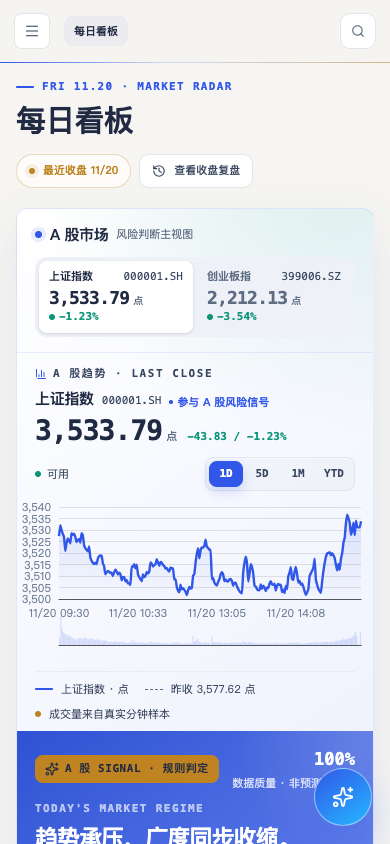 每日看板
FRI 11.20 · MARKET RADAR
每日看板
最近收盘 11/20
查看收盘复盘
A 股市场 风险判断主视图
上证指数 000001.SH
3,533.79 点
−1.23%
创业板指 399006.SZ
2,212.13 点
−3.54%
A 股趋势 · LAST CLOSE
上证指数 000001.SH • 参与 A 股风险信号
3,533.79 点 −43.83 / −1.23%
可用
1D 5D 1M YTD
3,540
3,535
3,530
3,525
3,520
3,515
3,510
3,505
3,500
11/20 09:30 11/20 10:33 11/20 13:05 11/20 14:08
上证指数 · 点 昨收 3,577.62 点
成交量来自真实分钟样本
A 股 SIGNAL · 规则判定
100%
数据质量 · 非预
TODAY'S MARKET REGIME
趋势承压，广度同步收缩。